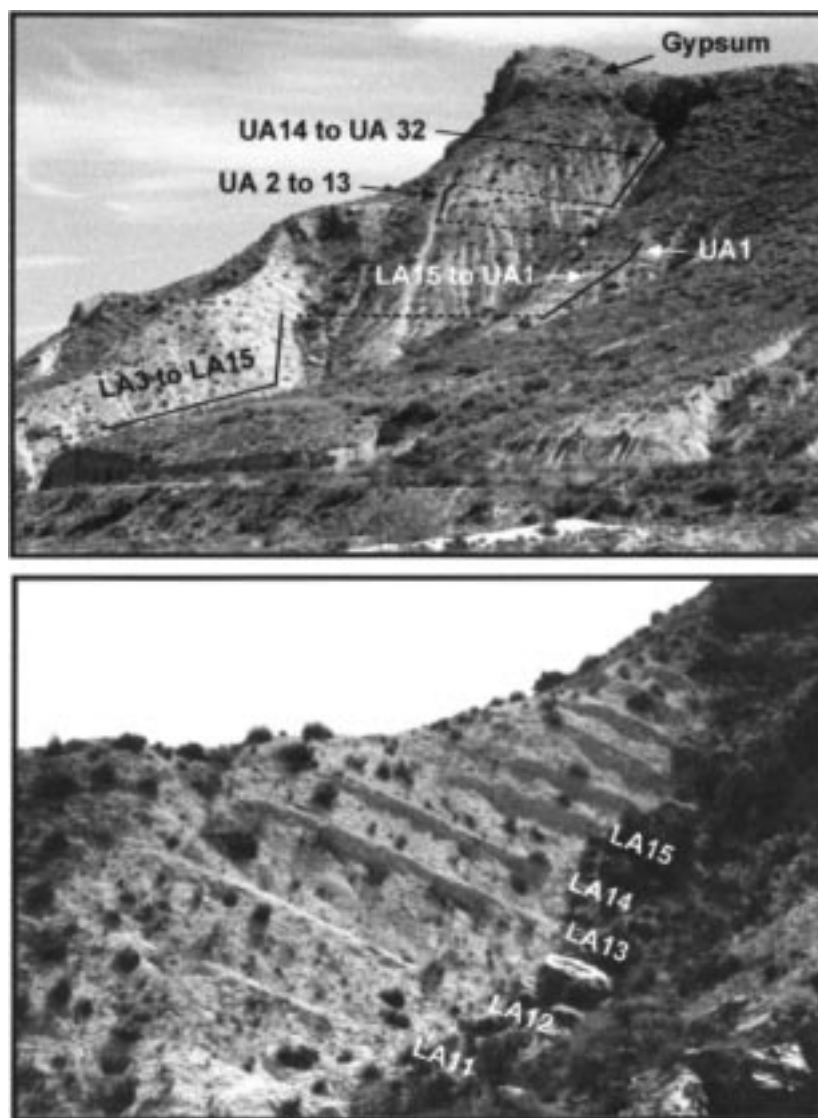 Gypsum
UA14 to UA 32
UA 2 to 13
UA1
LA15 to UA1
LA3 to LA15
LA15
LA14
LA13
LA12
LA11